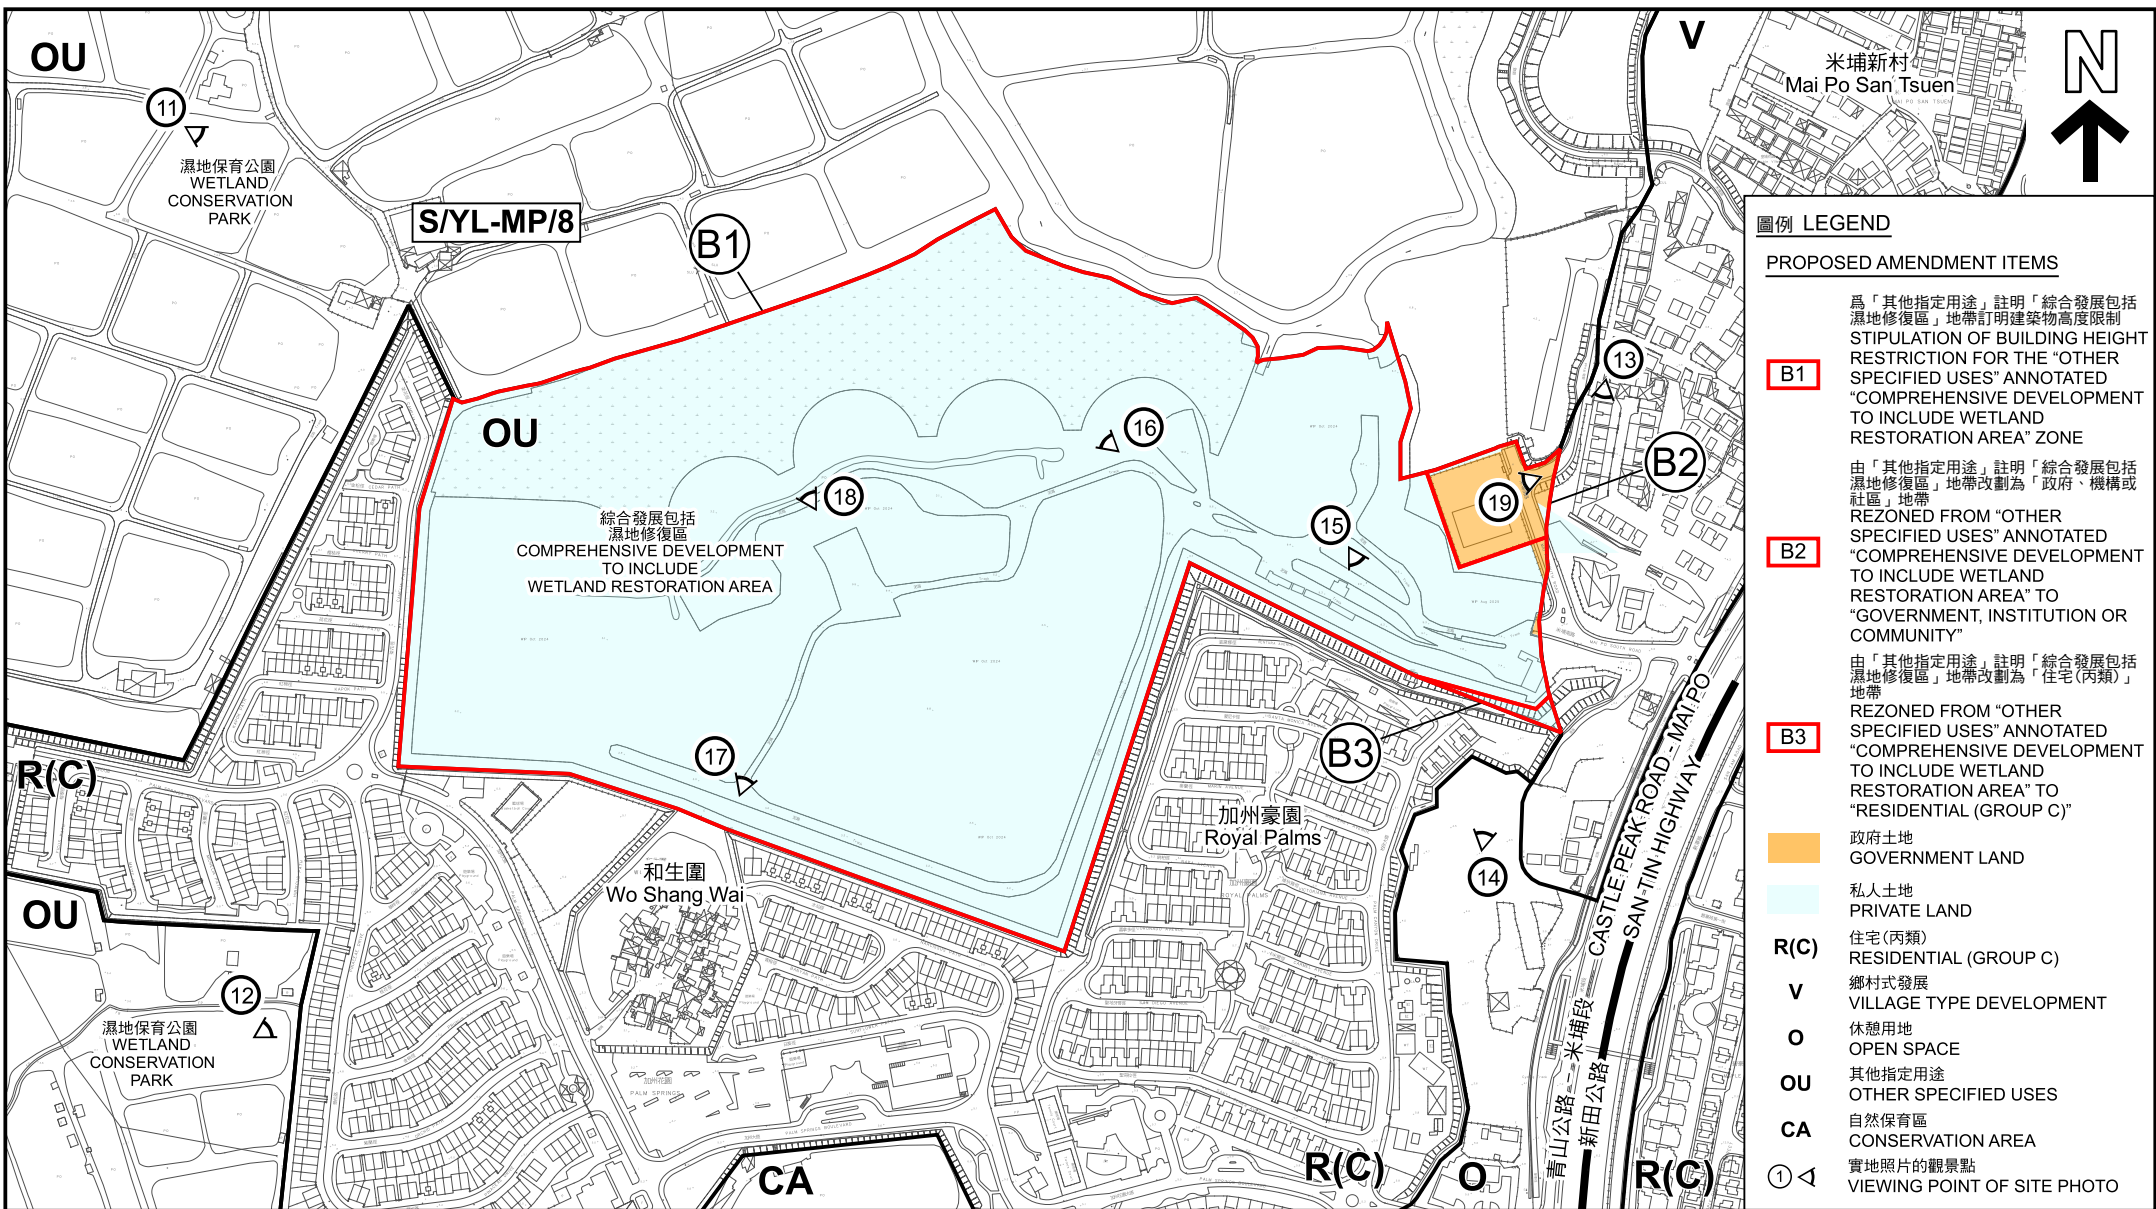 OU
11
濕地保育公園
WETLAND
CONSERVATION
PARK
S/YL-MP/8
B1
V
米埔新村
Mai Po San Tsuen
MAI PO SAN TSUEN
N
13
B2
OU
16
18
19
15
綜合發展包括
濕地修復區
COMPREHENSIVE DEVELOPMENT
TO INCLUDE
WETLAND RESTORATION AREA
17
B3
R(C)
加州豪園
Royal Palms
和生圍
Wo Shang Wai
14
OU
12
濕地保育公園
WETLAND
CONSERVATION
PARK
加州花園
PALM SPRINGS
CA
R(C)
O
R(C)
青山公路－米埔段 CASTLE PEAK ROAD - MAI PO
新田公路 SAN TIN HIGHWAY
圖例 LEGEND
PROPOSED AMENDMENT ITEMS
B1
爲「其他指定用途」註明「綜合發展包括
濕地修復區」地帶訂明建築物高度限制
STIPULATION OF BUILDING HEIGHT
RESTRICTION FOR THE “OTHER
SPECIFIED USES” ANNOTATED
“COMPREHENSIVE DEVELOPMENT
TO INCLUDE WETLAND
RESTORATION AREA” ZONE
B2
由「其他指定用途」註明「綜合發展包括
濕地修復區」地帶改劃為「政府、機構或
社區」地帶
REZONED FROM “OTHER
SPECIFIED USES” ANNOTATED
“COMPREHENSIVE DEVELOPMENT
TO INCLUDE WETLAND
RESTORATION AREA” TO
“GOVERNMENT, INSTITUTION OR
COMMUNITY”
B3
由「其他指定用途」註明「綜合發展包括
濕地修復區」地帶改劃為「住宅(丙類)」
地帶
REZONED FROM “OTHER
SPECIFIED USES” ANNOTATED
“COMPREHENSIVE DEVELOPMENT
TO INCLUDE WETLAND
RESTORATION AREA” TO
“RESIDENTIAL (GROUP C)”
政府土地
GOVERNMENT LAND
私人土地
PRIVATE LAND
R(C)
住宅(丙類)
RESIDENTIAL (GROUP C)
V
鄉村式發展
VILLAGE TYPE DEVELOPMENT
O
休憩用地
OPEN SPACE
OU
其他指定用途
OTHER SPECIFIED USES
CA
自然保育區
CONSERVATION AREA
1
實地照片的觀景點
VIEWING POINT OF SITE PHOTO